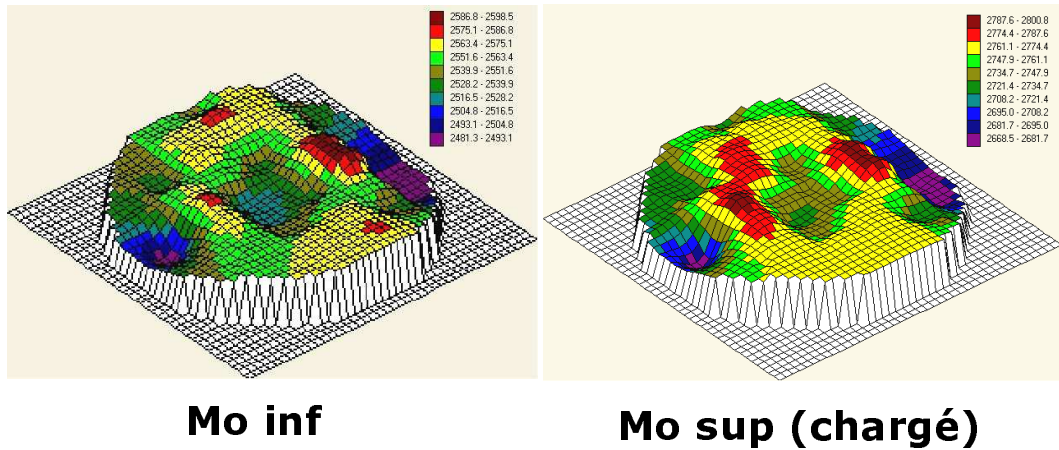 2586.8 - 2598.5
2575.1 - 2586.8
2563.4 - 2575.1
2551.6 - 2563.4
2539.9 - 2551.6
2528.2 - 2539.9
2516.5 - 2528.2
2504.8 - 2516.5
2493.1 - 2504.8
2481.3 - 2493.1
2787.6 - 2800.8
2774.4 - 2787.6
2761.1 - 2774.4
2747.9 - 2761.1
2734.7 - 2747.9
2721.4 - 2734.7
2708.2 - 2721.4
2695.0 - 2708.2
2681.7 - 2695.0
2668.5 - 2681.7
Mo inf
Mo sup (chargé)